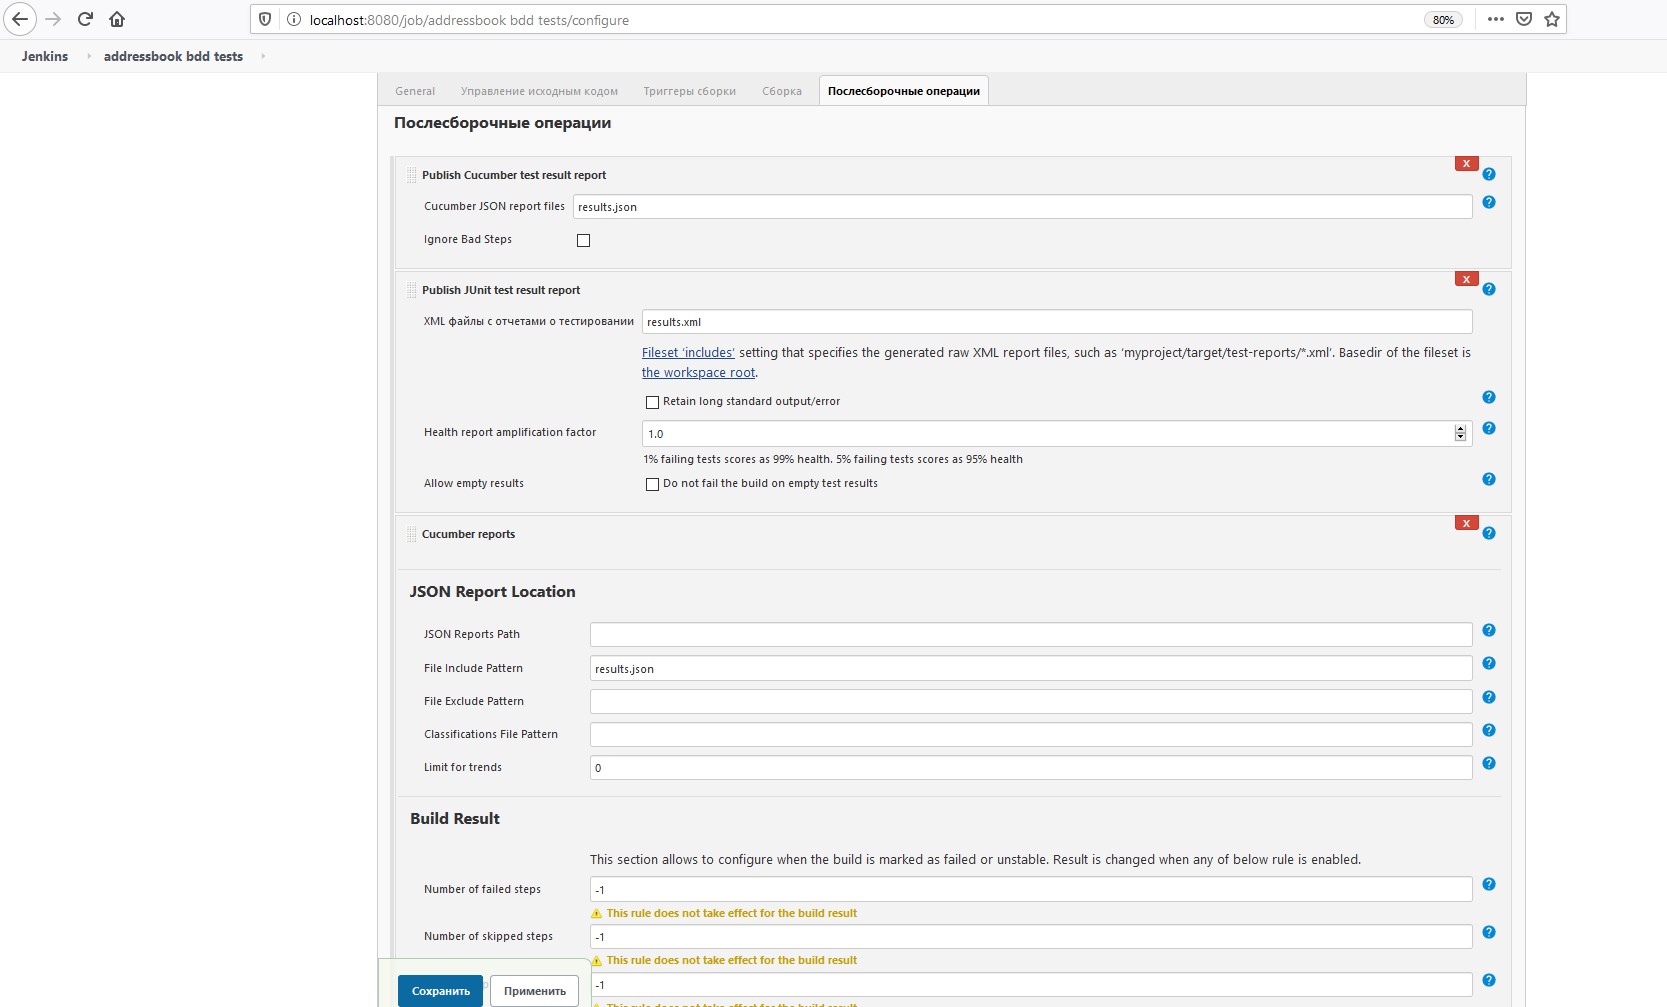 localhost:8080/job/addressbook bdd tests/configure
80%
Jenkins
addressbook bdd tests
General
Управление исходным кодом
Триггеры сборки
Сборка
Послесборочные операции
Послесборочные операции
X
Publish Cucumber test result report
Cucumber JSON report files
results.json
Ignore Bad Steps
X
Publish JUnit test result report
XML файлы с отчетами о тестировании
results.xml
Fileset ‘includes’ setting that specifies the generated raw XML report files, such as ‘myproject/target/test-reports/*.xml’. Basedir of the fileset is
the workspace root.
Retain long standard output/error
Health report amplification factor
1.0
1% failing tests scores as 99% health. 5% failing tests scores as 95% health
Allow empty results
Do not fail the build on empty test results
X
Cucumber reports
JSON Report Location
JSON Reports Path
File Include Pattern
results.json
File Exclude Pattern
Classifications File Pattern
Limit for trends
0
Build Result
This section allows to configure when the build is marked as failed or unstable. Result is changed when any of below rule is enabled.
Number of failed steps
-1
This rule does not take effect for the build result
Number of skipped steps
-1
This rule does not take effect for the build result
-1
This rule does not take effect for the build result
Сохранить
Применить